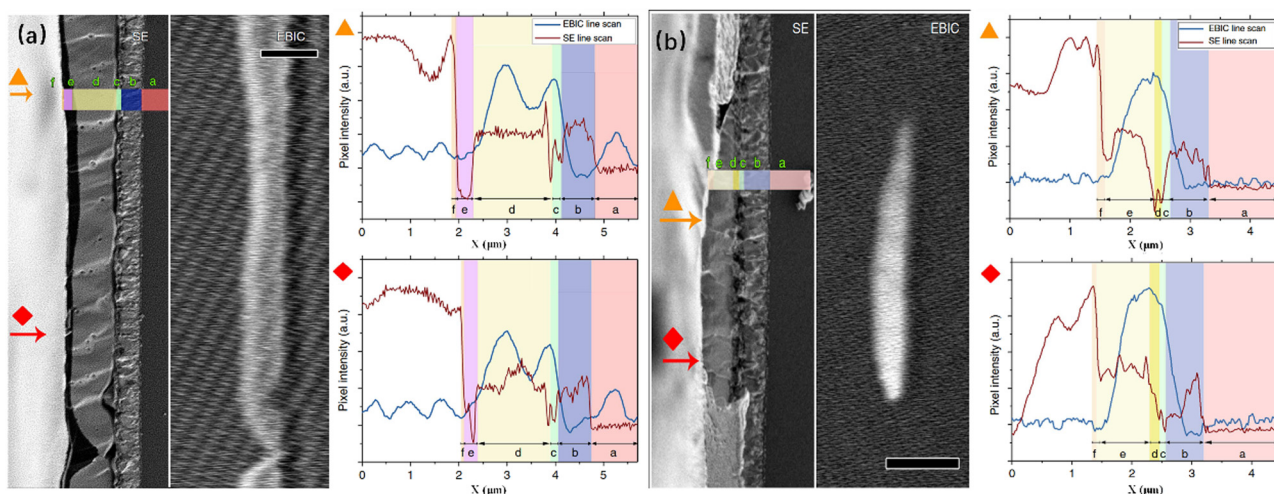 (a)
SE
EBIC
f e d c b a
EBIC line scan
SE line scan
Pixel intensity (a.u.)
f e d c b a
0 1 2 3 4 5
X (μm)
Pixel intensity (a.u.)
f e d c b a
0 1 2 3 4 5
X (μm)
(b)
SE
EBIC
f e d c b a
EBIC line scan
SE line scan
Pixel intensity (a.u.)
f e d c b a
0 1 2 3 4
X (μm)
Pixel intensity (a.u.)
f e d c b a
0 1 2 3 4
X (μm)